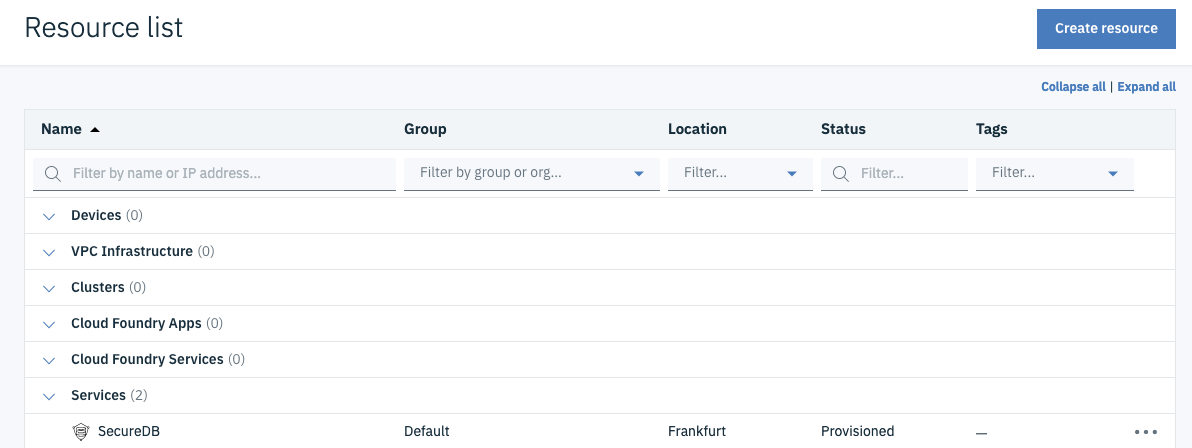 Resource list
Create resource
Collapse all | Expand all
Name Group Location Status Tags
Filter by name or IP address... Filter by group or org... Filter... Filter... Filter...
Devices (0)
VPC Infrastructure (0)
Clusters (0)
Cloud Foundry Apps (0)
Cloud Foundry Services (0)
Services (2)
SecureDB Default Frankfurt Provisioned —